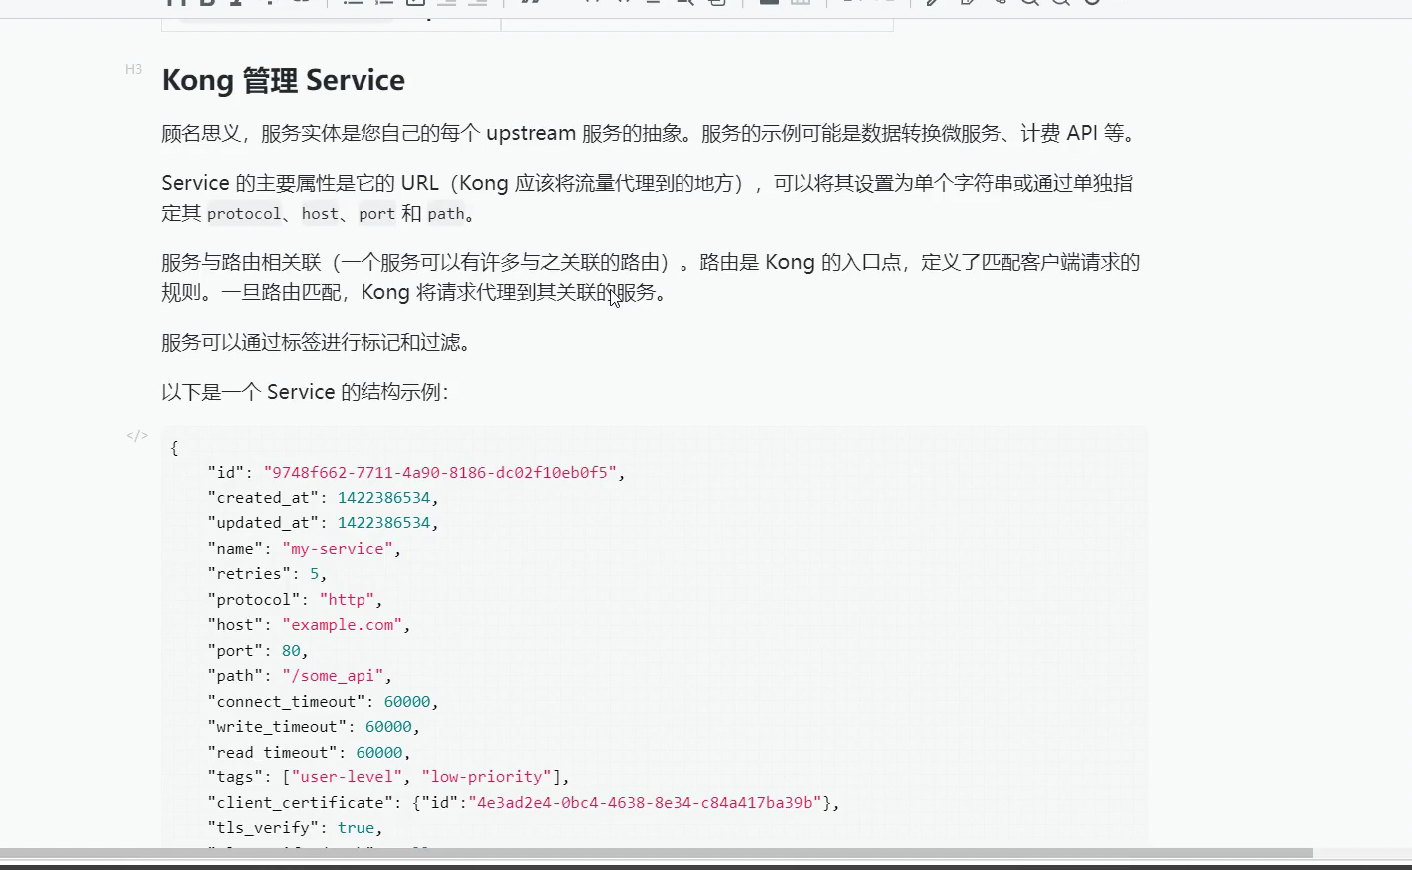 H3
Kong 管理 Service
顾名思义，服务实体是您自己的每个 upstream 服务的抽象。服务的示例可能是数据转换微服务、计费 API 等。
Service 的主要属性是它的 URL（Kong 应该将流量代理到的地方），可以将其设置为单个字符串或通过单独指
定其 protocol、host、port 和 path。
服务与路由相关联（一个服务可以有许多与之关联的路由）。路由是 Kong 的入口点，定义了匹配客户端请求的
规则。一旦路由匹配，Kong 将请求代理到其关联的服务。
服务可以通过标签进行标记和过滤。
以下是一个 Service 的结构示例：
</>
{
"id": "9748f662-7711-4a90-8186-dc02f10eb0f5",
"created_at": 1422386534,
"updated_at": 1422386534,
"name": "my-service",
"retries": 5,
"protocol": "http",
"host": "example.com",
"port": 80,
"path": "/some_api",
"connect_timeout": 60000,
"write_timeout": 60000,
"read timeout": 60000,
"tags": ["user-level", "low-priority"],
"client_certificate": {"id":"4e3ad2e4-0bc4-4638-8e34-c84a417ba39b"},
"tls_verify": true,